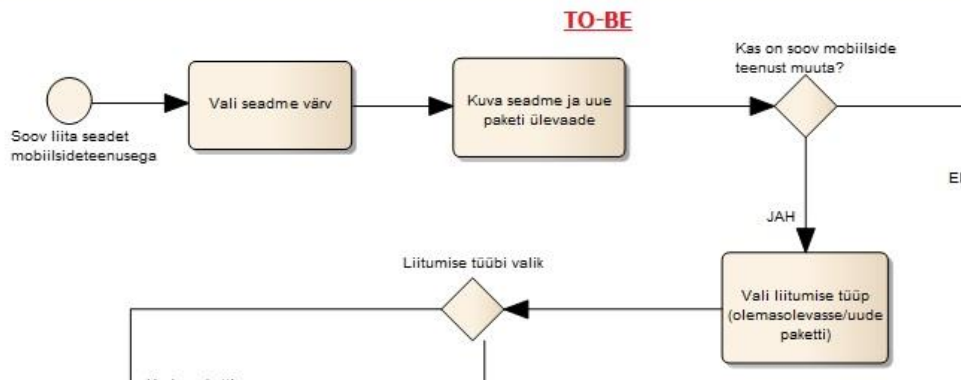 TO-BE
Kas on soov mobiilside
teenust muuta?
Vali seadme värv
Kuva seadme ja uue
paketi ülevaade
Soov liita seadet
mobiilsideteenusega
JAH
Liitumise tüübi valik
Vali liitumise tüüp
(olemasolevasse/uude
paketti)